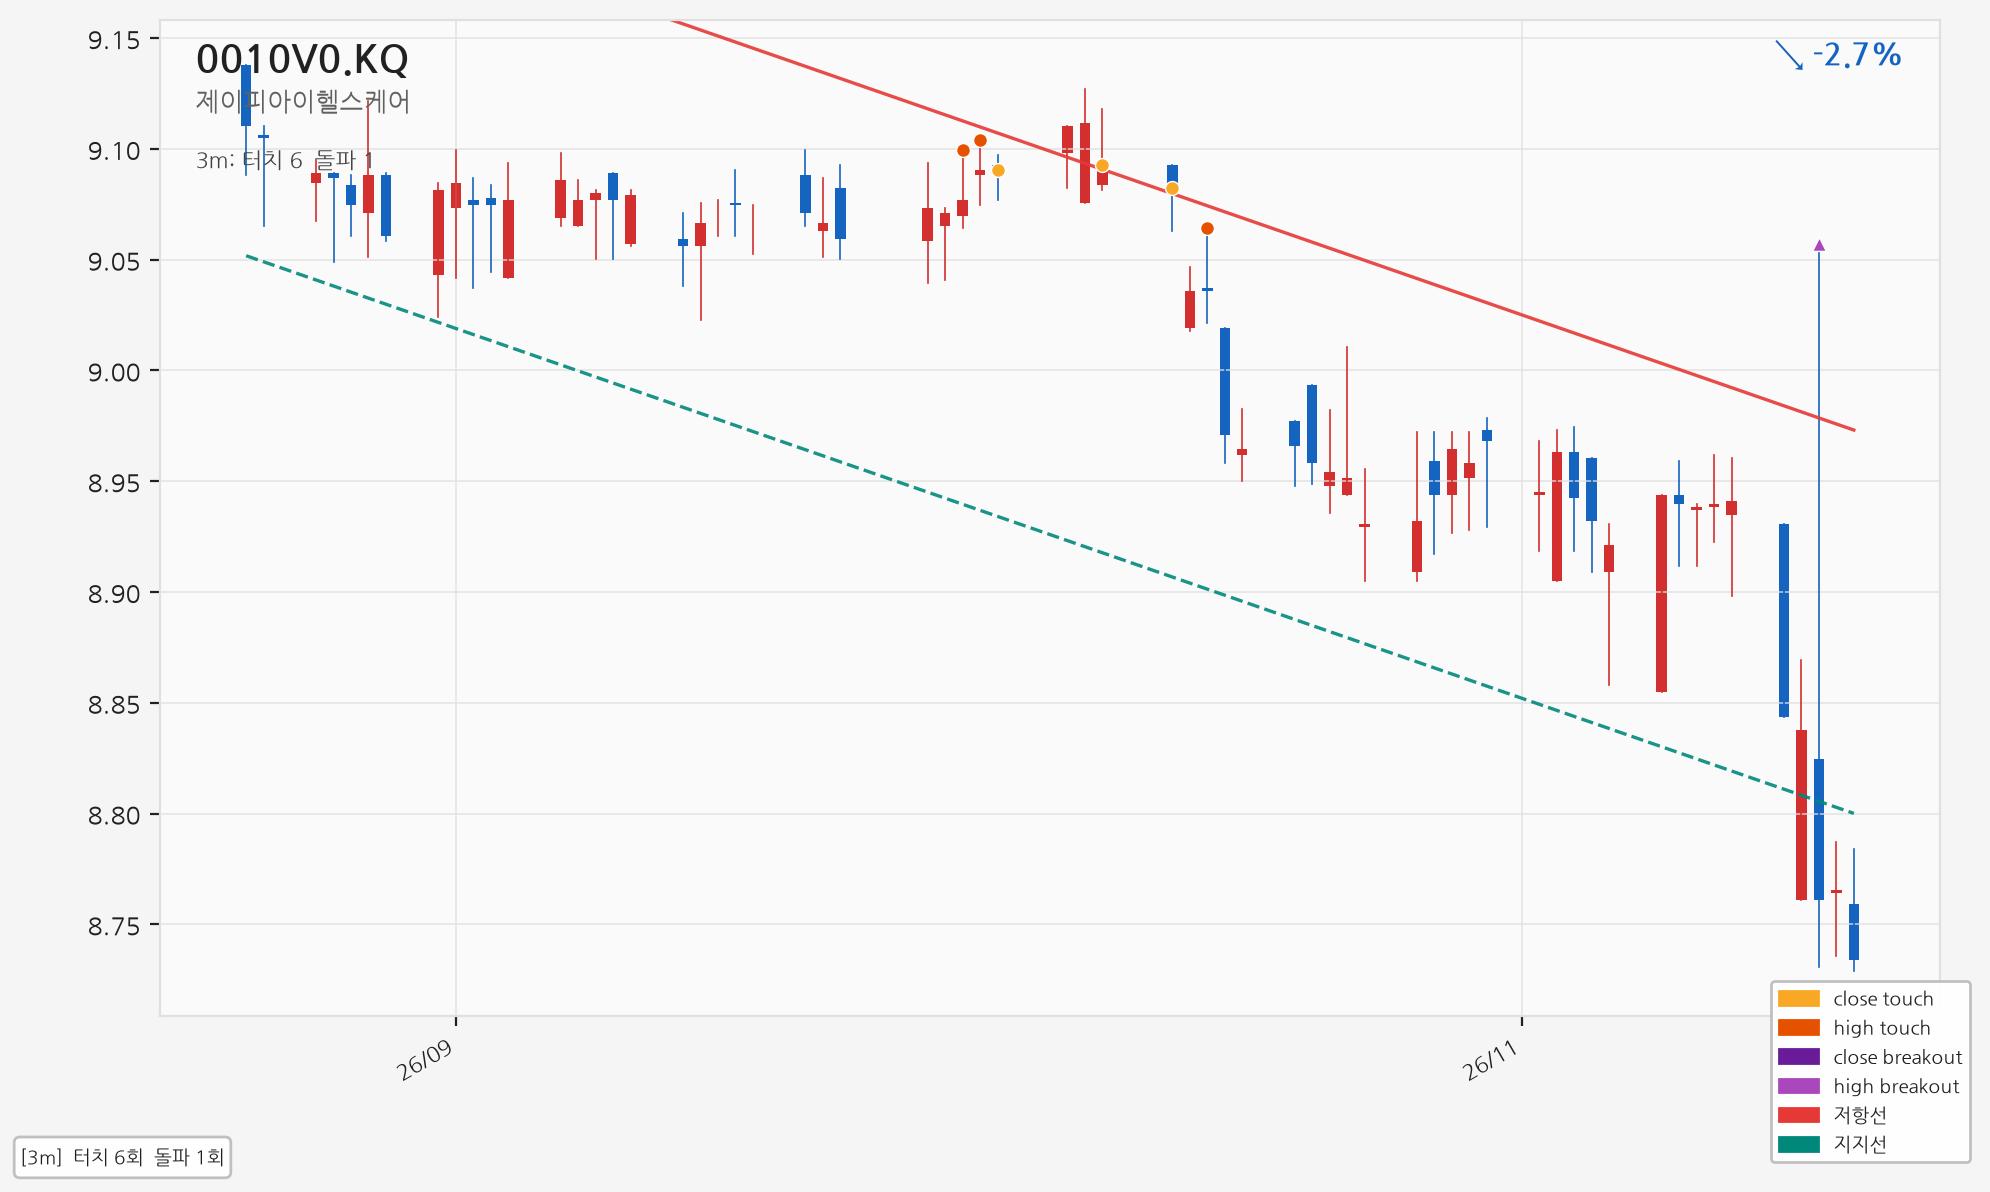 0010V0.KQ
제이피아이헬스케어
3m: 터치 6  돌파 1
-2.7%
9.15
9.10
9.05
9.00
8.95
8.90
8.85
8.80
8.75
26/09
26/11
close touch
high touch
close breakout
high breakout
저항선
지지선
[3m]  터치 6회  돌파 1회